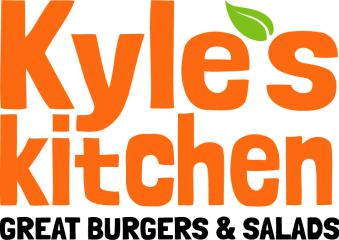 Kyle's
kitchen
GREAT BURGERS & SALADS